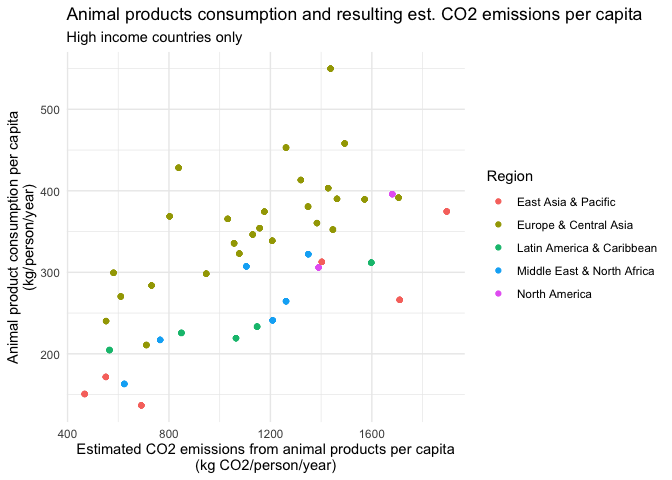 Animal products consumption and resulting est. CO2 emissions per capita
High income countries only
Animal product consumption per capita
(kg/person/year)
500
400
300
200
400
800
1200
1600
Estimated CO2 emissions from animal products per capita
(kg CO2/person/year)
Region
East Asia & Pacific
Europe & Central Asia
Latin America & Caribbean
Middle East & North Africa
North America